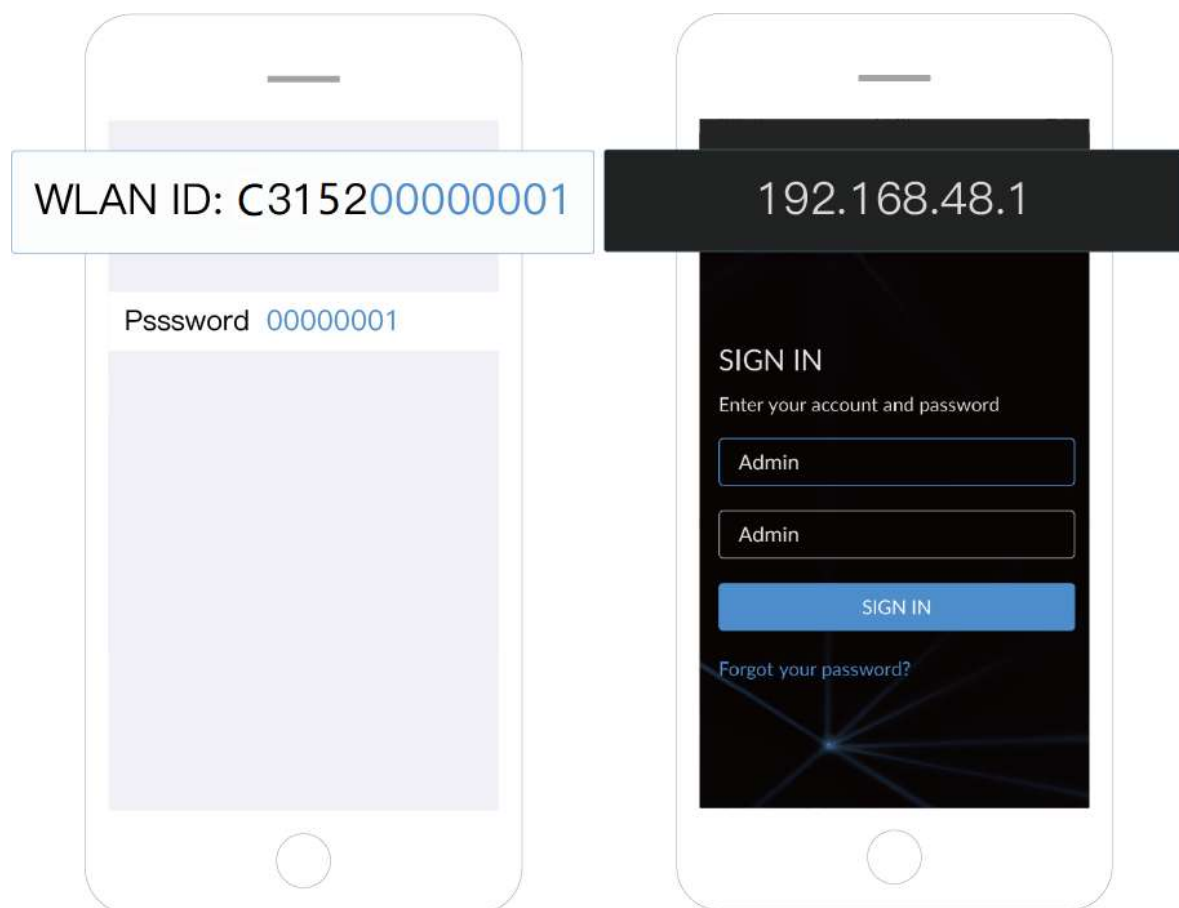 WLAN ID: C315200000001
Psssword 00000001
192.168.48.1
SIGN IN
Enter your account and password
Admin
Admin
SIGN IN
Forgot your password?